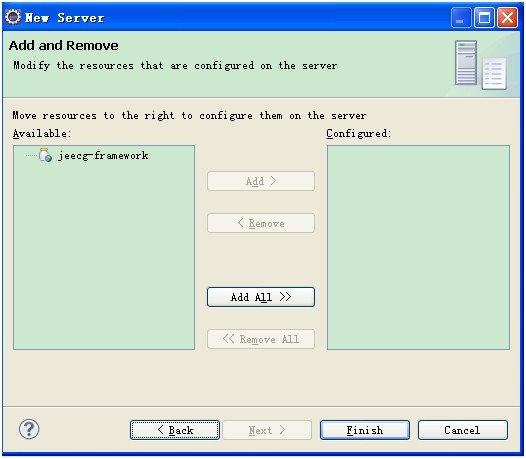 New Server
Add and Remove
Modify the resources that are configured on the server
Move resources to the right to configure them on the server
Available:
Configured:
jeecg-framework
Add >
< Remove
Add All >>
<< Remove All
?
< Back
Next >
Finish
Cancel